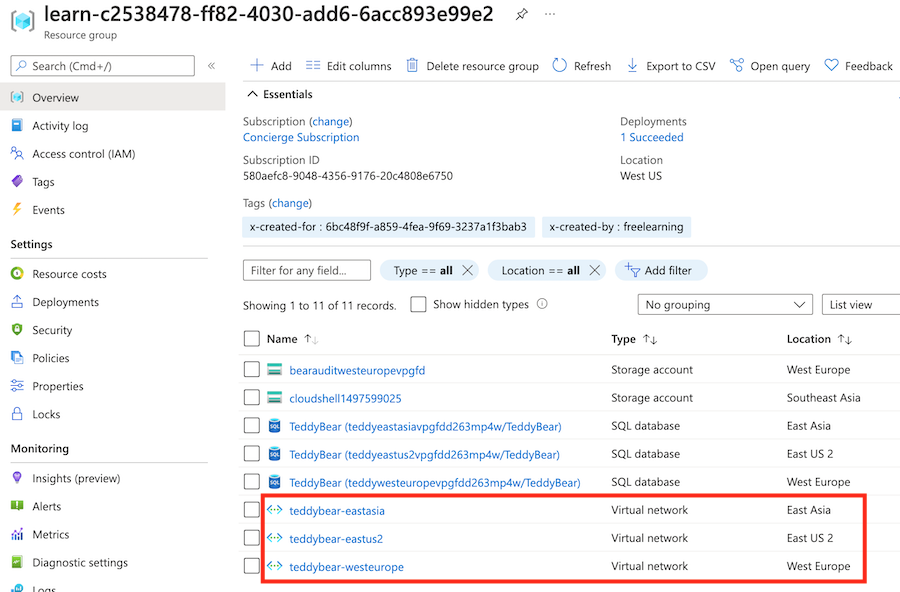 learn-c2538478-ff82-4030-add6-6acc893e99e2
Resource group
Search (Cmd+/)
Overview
Activity log
Access control (IAM)
Tags
Events
Settings
Resource costs
Deployments
Security
Policies
Properties
Locks
Monitoring
Insights (preview)
Alerts
Metrics
Diagnostic settings
Logs
Add Edit columns Delete resource group Refresh Export to CSV Open query Feedback
Essentials
Subscription (change)
Concierge Subscription
Subscription ID
580aefc8-9048-4356-9176-20c4808e6750
Deployments
1 Succeeded
Location
West US
Tags (change)
x-created-for : 6bc48f9f-a859-4fea-9f69-3237a1f3bab3 x-created-by : freelearning
Filter for any field... Type == all Location == all Add filter
Showing 1 to 11 of 11 records. Show hidden types No grouping List view
Name Type Location
bearauditwesteuropevpgfd Storage account West Europe
cloudshell1497599025 Storage account Southeast Asia
TeddyBear (teddyeastasiavpgfdd263mp4w/TeddyBear) SQL database East Asia
TeddyBear (teddyeastus2vpgfdd263mp4w/TeddyBear) SQL database East US 2
TeddyBear (teddywesteuropevpgfdd263mp4w/TeddyBear) SQL database West Europe
teddybear-eastasia Virtual network East Asia
teddybear-eastus2 Virtual network East US 2
teddybear-westeurope Virtual network West Europe